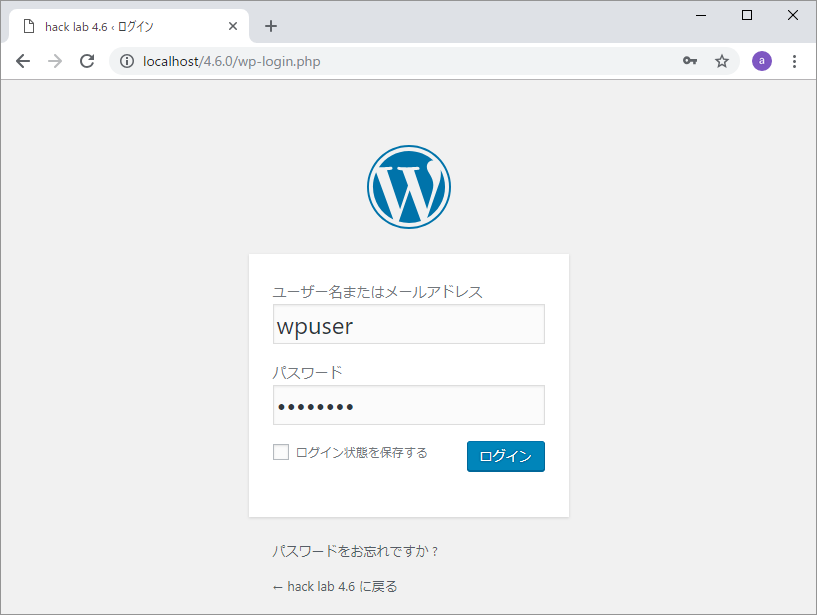 hack lab 4.6 ‹ ログイン
localhost/4.6.0/wp-login.php
a
ユーザー名またはメールアドレス
wpuser
パスワード
••••••••
ログイン状態を保存する
ログイン
パスワードをお忘れですか ?
← hack lab 4.6 に戻る